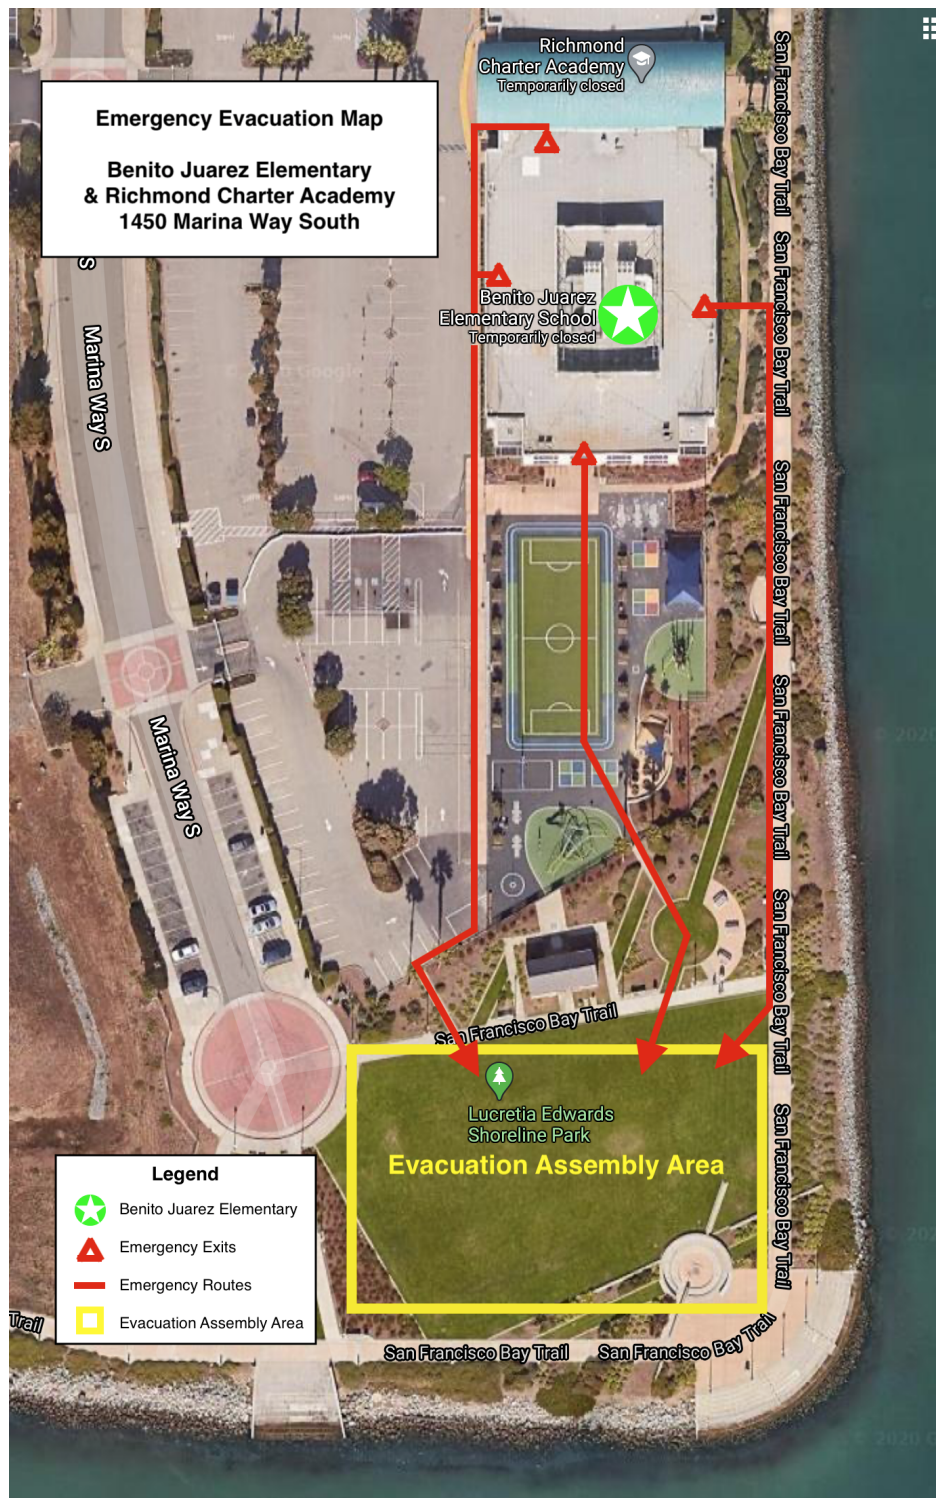 Richmond
Charter Academy
Temporarily closed
Emergency Evacuation Map
Benito Juarez Elementary
& Richmond Charter Academy
1450 Marina Way South
San Francisco Bay Trail
San Francisco Bay Trail
S
Benito Juarez
Elementary School
Temporarily closed
Marina Way S
Google
San Francisco Bay Trail
Marina Way S
San Francisco Bay Trail
© 2020
San Francisco Bay Trail
San Francisco Bay Trail
Lucretia Edwards
Shoreline Park
Evacuation Assembly Area
San Francisco Bay Trail
Legend
Benito Juarez Elementary
Emergency Exits
Emergency Routes
Evacuation Assembly Area
Trail
San Francisco Bay Trail
San Francisco Bay Trail
© 2020